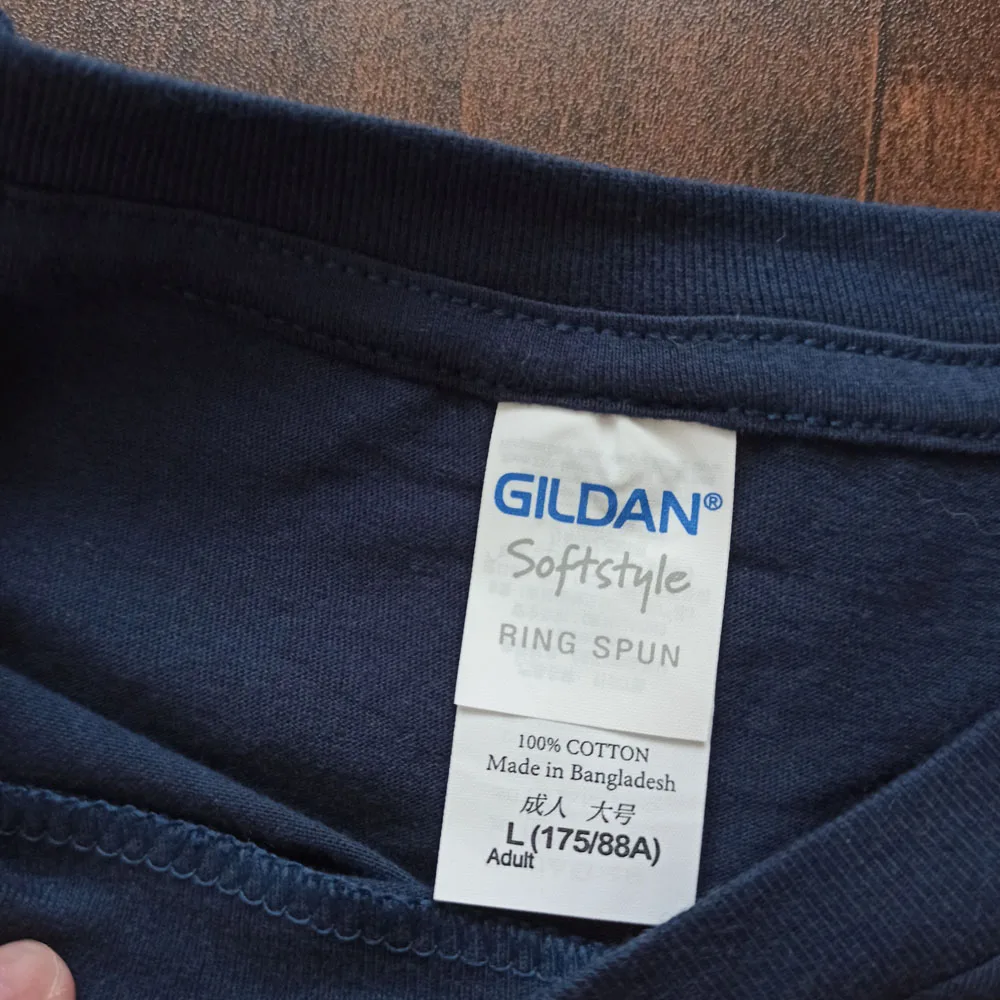 GILDAN®
Softstyle
RING SPUN
100% COTTON
Made in Bangladesh
成人 大号
L (175/88A)
Adult